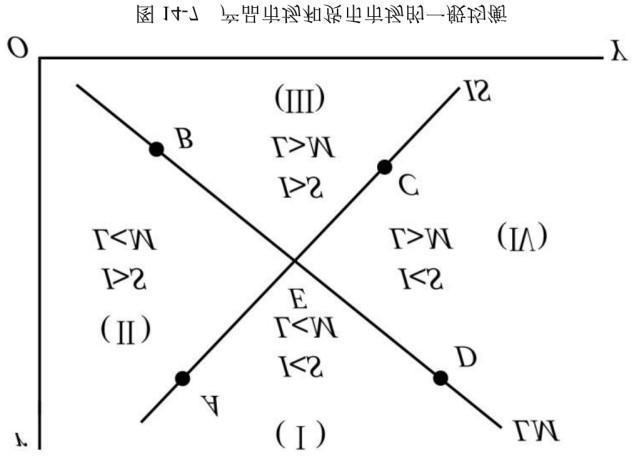 r
(Ⅰ)
LM
A
D
I<S
L<M
E
(Ⅱ)
I>S
L<M
I<S
L>M
(Ⅳ)
C
B
I>S
L>M
(Ⅲ)
IS
O
y
图 14-7 产品市场和货币市场的一般均衡